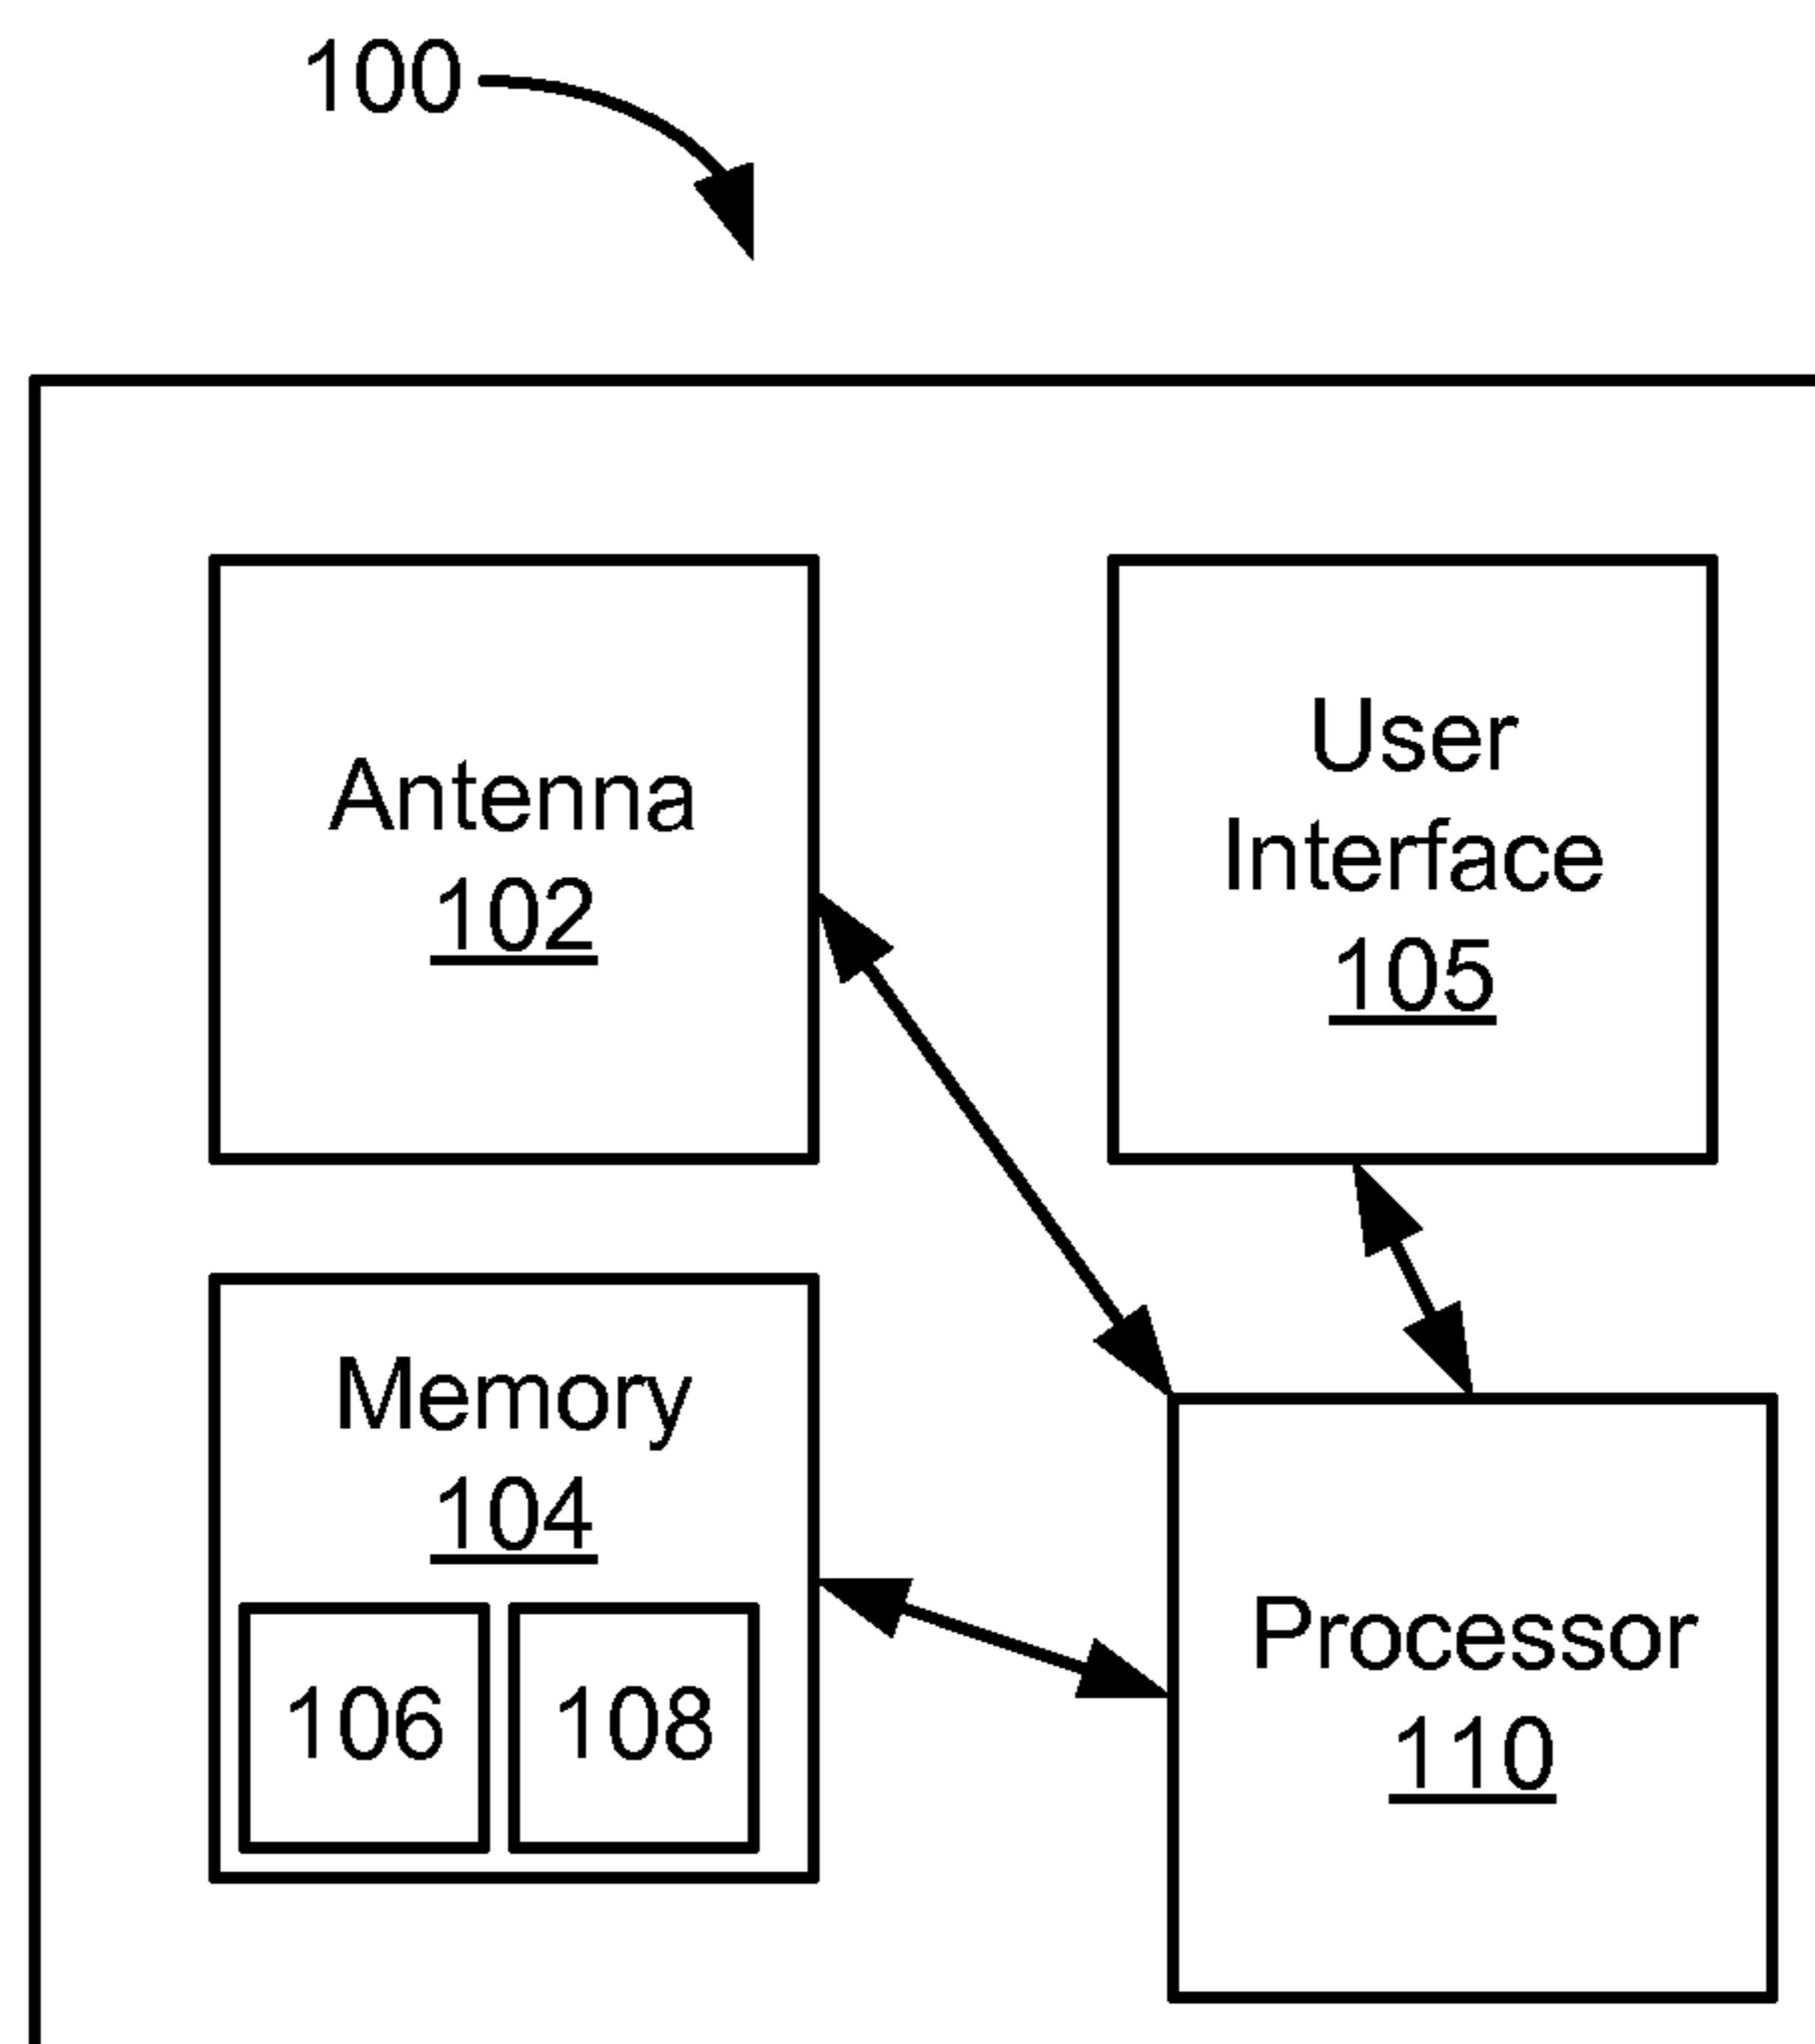 100
Antenna
102
User
Interface
105
Memory
104
106 108
Processor
110